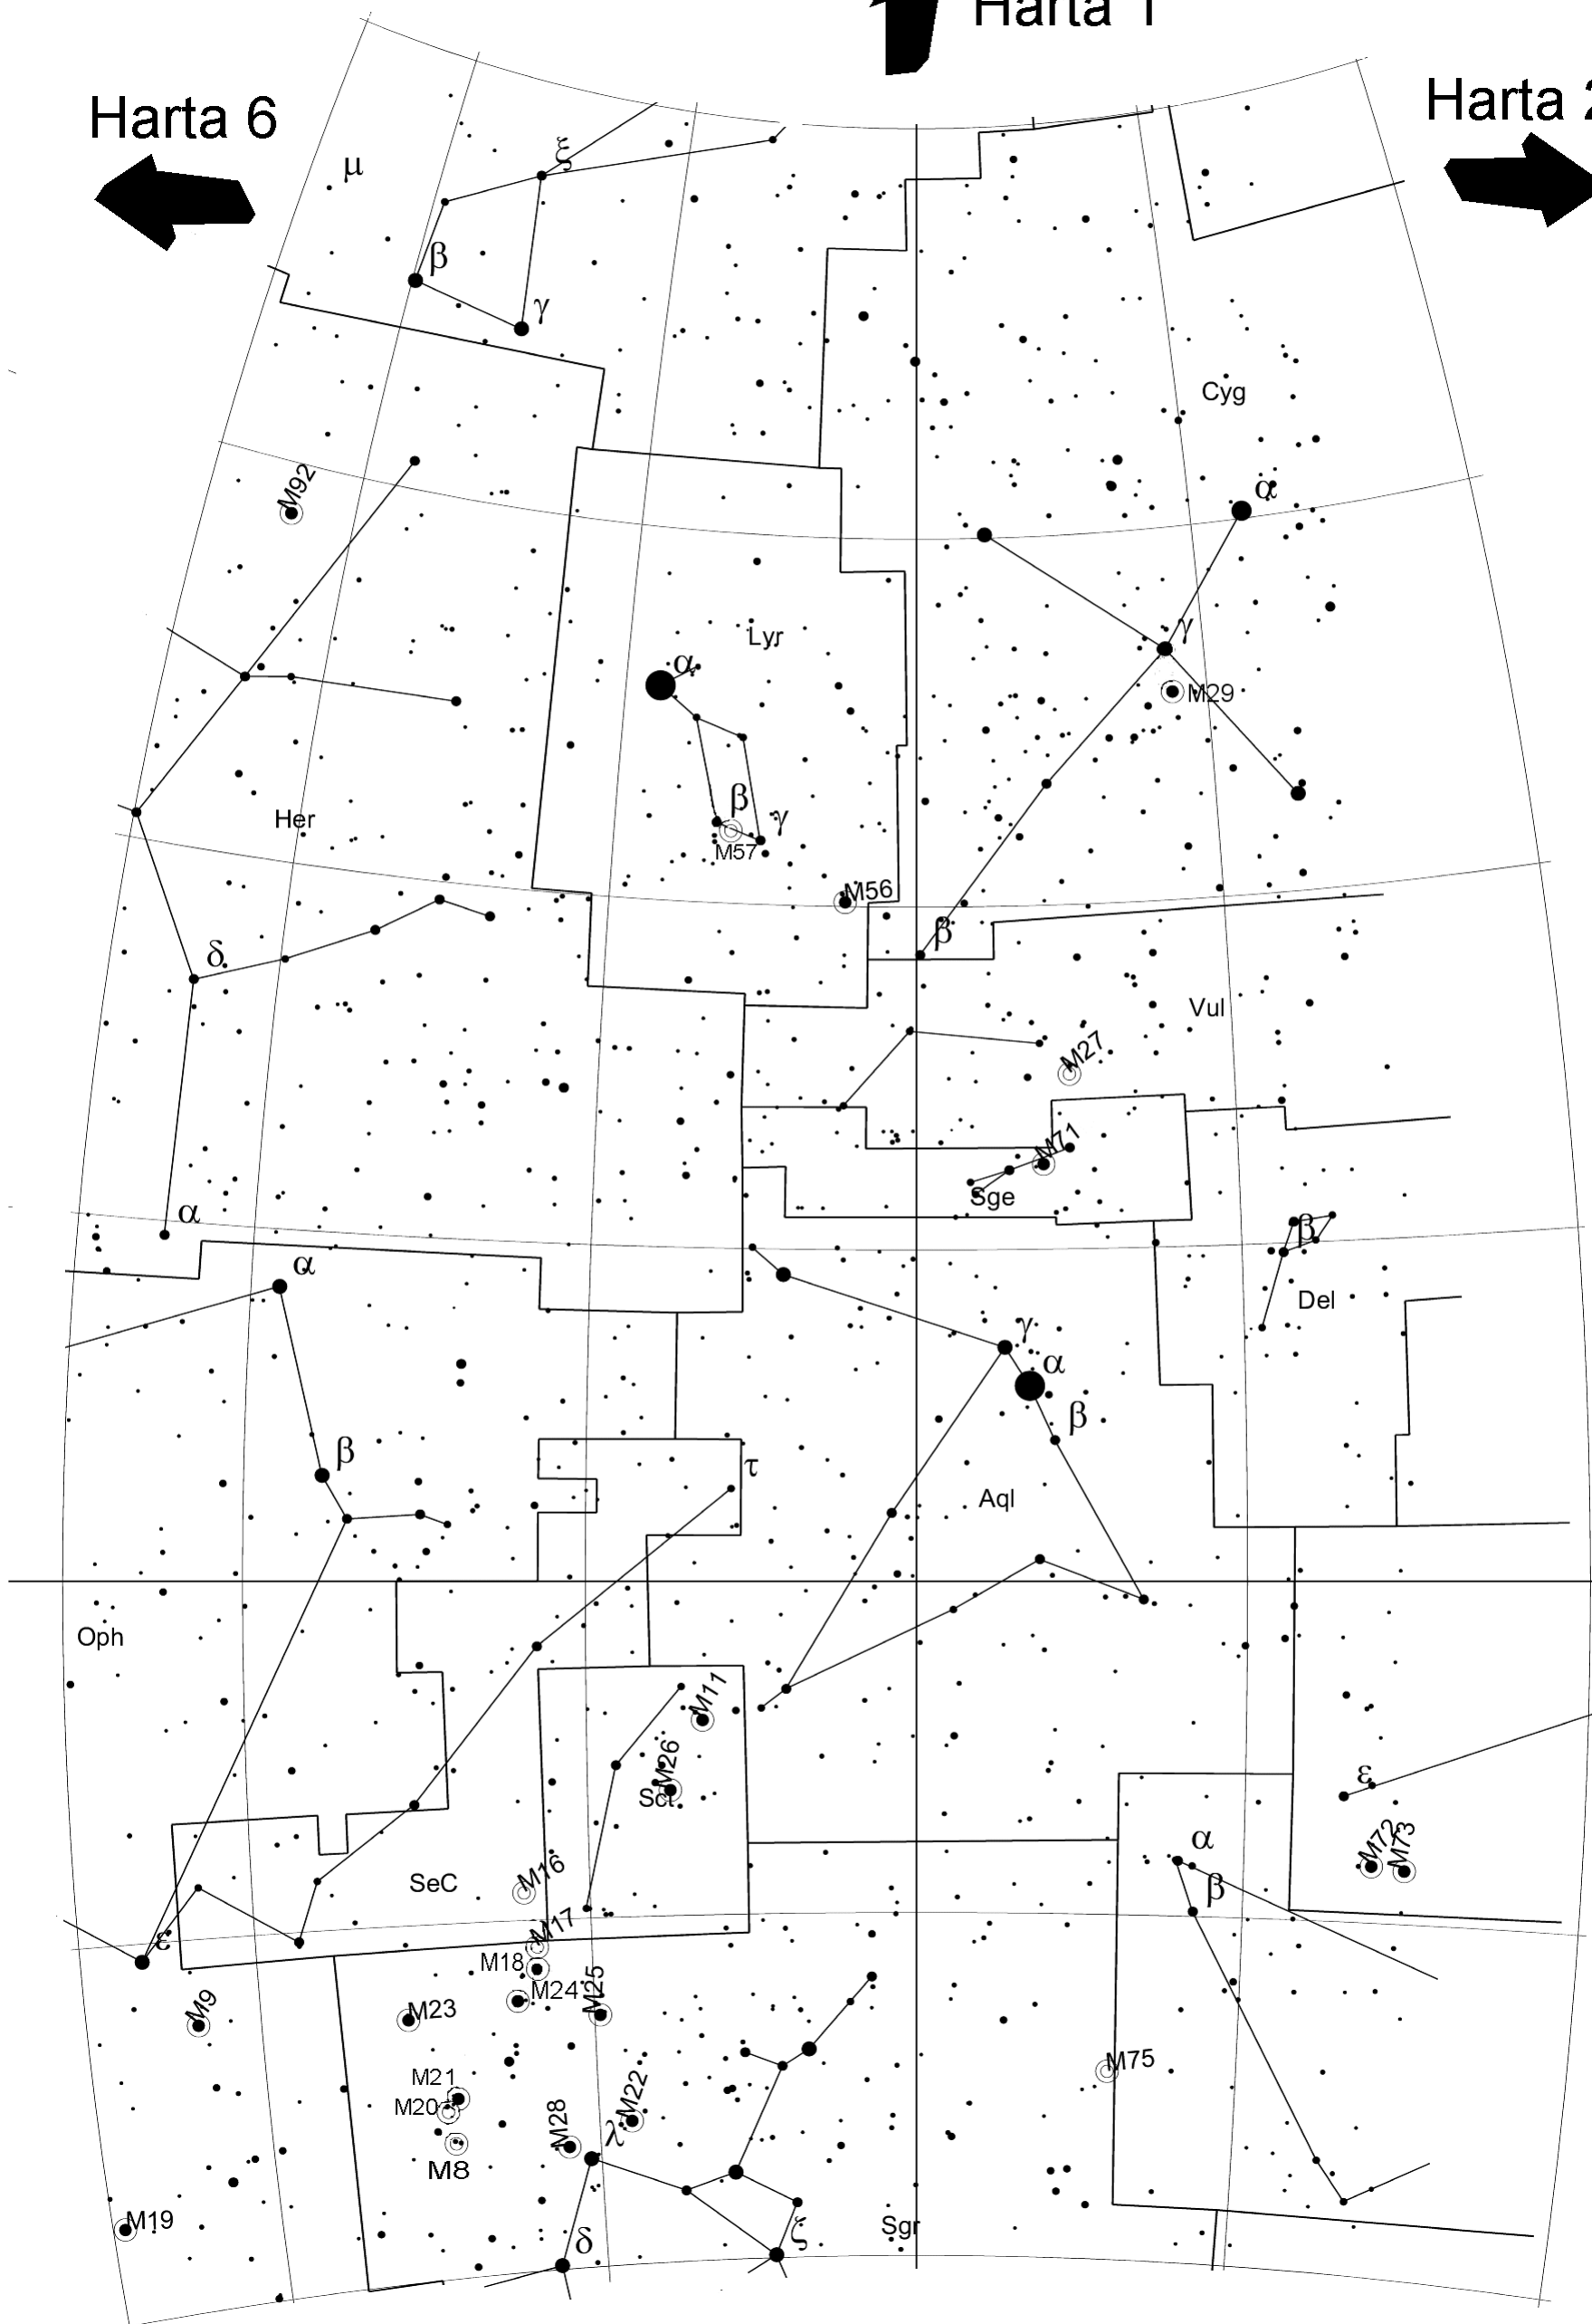 Harta 1
Harta 6
Harta 2
μ
ξ
β
γ
Cyg
M92
α
Lyr
γ
α
M29
β
γ
Her
M57
M56
β
δ
Vul
M27
M71
Sge
α
β
α
Del
γ
α
β
β
τ
Aql
Oph
M11
M26
Sct
ε
M72
M73
α
SeC
M16
β
M17
ε
M18
M24
M25
M9
M23
M75
M21
M20
M22
M28
λ
M8
M19
δ
ζ
Sgr